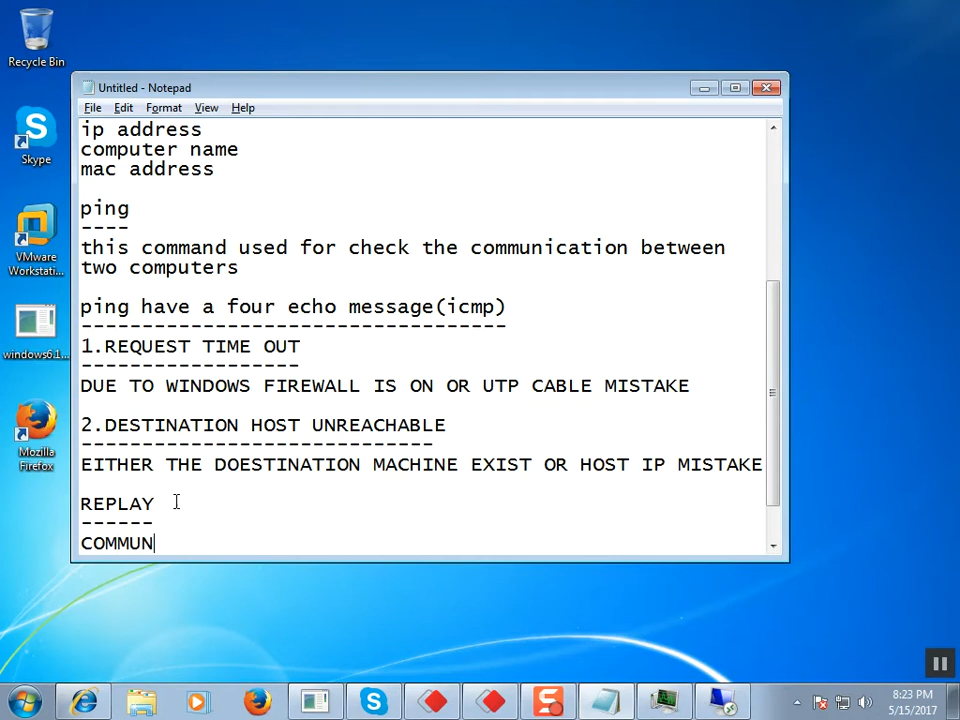 Recycle Bin
Untitled - Notepad
File Edit Format View Help
ip address
computer name
mac address
ping
----
this command used for check the communication between
two computers
ping have a four echo message(icmp)
-----------------------------------
1.REQUEST TIME OUT
------------------
DUE TO WINDOWS FIREWALL IS ON OR UTP CABLE MISTAKE
2.DESTINATION HOST UNREACHABLE
-----------------------------
EITHER THE DOESTINATION MACHINE EXIST OR HOST IP MISTAKE
REPLAY
------
COMMUN
Skype
VMware
Workstati...
windows6.1...
Mozilla
Firefox
8:23 PM
5/15/2017